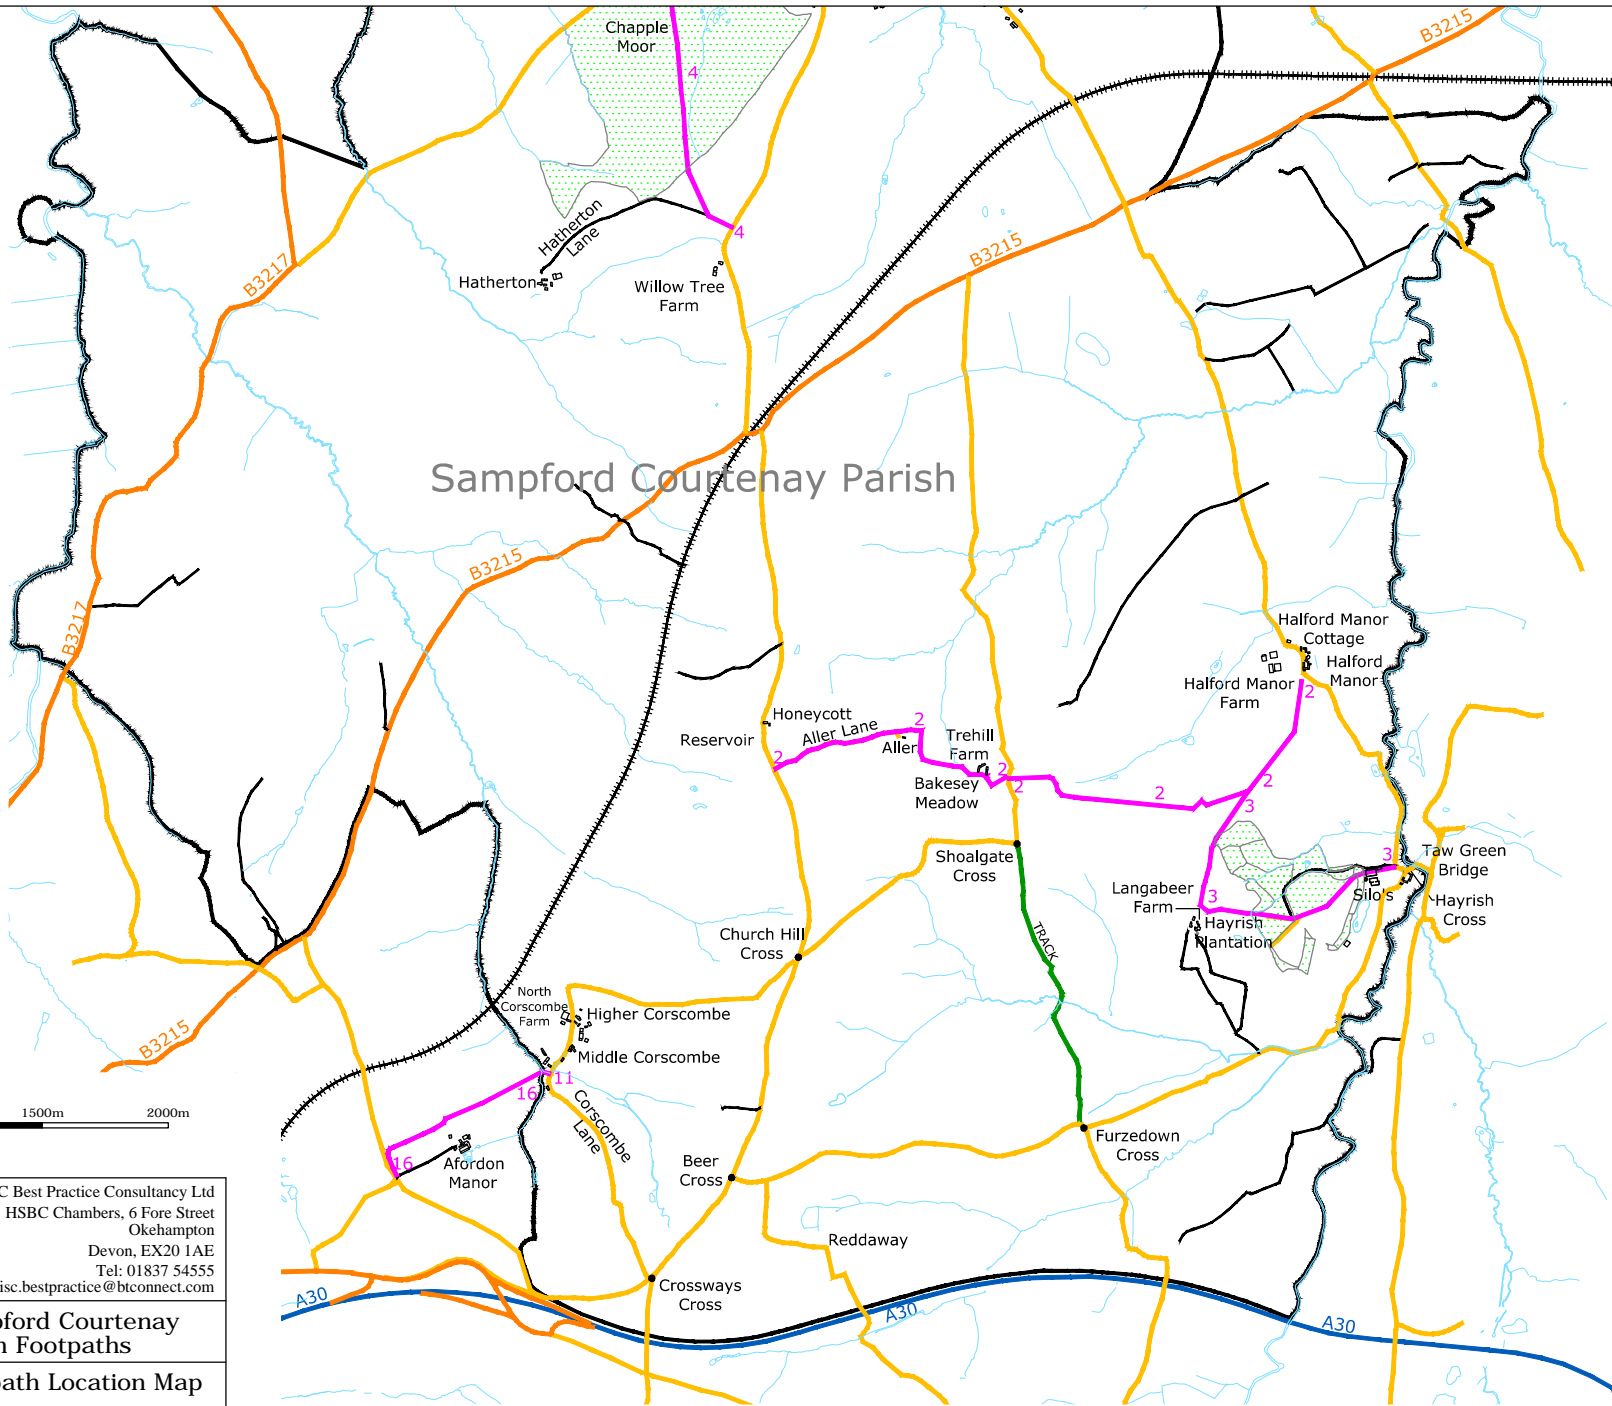 Chapple
Moor
4
B3215
Hatherton
Lane
4
B3217
Hatherton
Willow Tree
Farm
B3215
Sampford Courtenay Parish
B3215
B3217
Halford Manor
Cottage
Halford
Manor
Halford Manor
Farm
2
Honeycott
Reservoir
Aller Lane
2
Aller
Trehill
Farm
2
2
2
Bakesey
Meadow
2
2
3
Shoalgate
Cross
3
Taw Green
Bridge
Langabeer
Farm
3
Silo's
Hayrish
Cross
Hayrish
Plantation
Church Hill
Cross
TRACK
North
Corscombe
Farm
Higher Corscombe
Middle Corscombe
B3215
11
16
Corscombe
Lane
1500m
2000m
Furzedown
Cross
16
Afordon
Manor
Beer
Cross
C Best Practice Consultancy Ltd
HSBC Chambers, 6 Fore Street
Okehampton
Devon, EX20 1AE
Tel: 01837 54555
isc.bestpractice@btconnect.com
Reddaway
Crossways
Cross
A30
A30
A30
pford Courtenay
h Footpaths
path Location Map